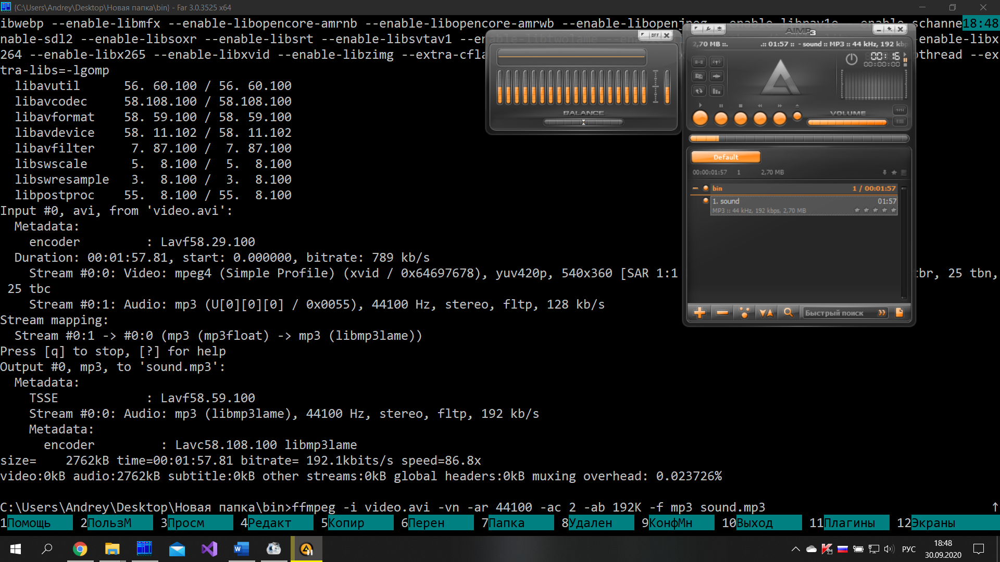 {C:\Users\Andrey\Desktop\Новая папка\bin} - Far 3.0.3525 x64
ibwebp --enable-libmfx --enable-libopencore-amrnb --enable-libopencore-amrwb --enable-libopenjpeg --enable-librav1e --enable-schanne
18:48
nable-sdl2 --enable-libsoxr --enable-libsrt --enable-libsvtav1 --enable-libtwolame
-enable-libx
264 --enable-libx265 --enable-libxvid --enable-libzimg --extra-cfla
othread --ex
tra-libs=-lgomp
libavutil 56. 60.100 / 56. 60.100
libavcodec 58.108.100 / 58.108.100
libavformat 58. 59.100 / 58. 59.100
libavdevice 58. 11.102 / 58. 11.102
libavfilter 7. 87.100 / 7. 87.100
libswscale 5. 8.100 / 5. 8.100
libswresample 3. 8.100 / 3. 8.100
libpostproc 55. 8.100 / 55. 8.100
Input #0, avi, from 'video.avi':
Metadata:
encoder : Lavf58.29.100
Duration: 00:01:57.81, start: 0.000000, bitrate: 789 kb/s
Stream #0:0: Video: mpeg4 (Simple Profile) (xvid / 0x64697678), yuv420p, 540x360 [SAR 1:1
tbr, 25 tbn,
25 tbc
Stream #0:1: Audio: mp3 (U[0][0][0] / 0x0055), 44100 Hz, stereo, fltp, 128 kb/s
Stream mapping:
Stream #0:1 -> #0:0 (mp3 (mp3float) -> mp3 (libmp3lame))
Press [q] to stop, [?] for help
Output #0, mp3, to 'sound.mp3':
Metadata:
TSSE : Lavf58.59.100
Stream #0:0: Audio: mp3 (libmp3lame), 44100 Hz, stereo, fltp, 192 kb/s
Metadata:
encoder : Lavc58.108.100 libmp3lame
size= 2762kB time=00:01:57.81 bitrate= 192.1kbits/s speed=86.8x
video:0kB audio:2762kB subtitle:0kB other streams:0kB global headers:0kB muxing overhead: 0.023726%
C:\Users\Andrey\Desktop\Новая папка\bin>ffmpeg -i video.avi -vn -ar 44100 -ac 2 -ab 192K -f mp3 sound.mp3 ↑
1Помощь 2ПользМ 3Просм 4Редакт 5Копир 6Перен 7Папка 8Удален 9КонфМн 10Выход 11Плагины 12Экраны
OFF
BALANCE
AIMP3
2,70 MB ::. .:: 01:57 :: - sound :: MP3 :: 44 kHz, 192 kbp
A-B
00:16
00:00:00
VOLUME
Default
00:00:01:57 1 2,70 MB
bin 1 / 00:01:57
1. sound 01:57
MP3 :: 44 kHz, 192 kbps, 2,70 MB
Быстрый поиск
РУС
18:48
30.09.2020